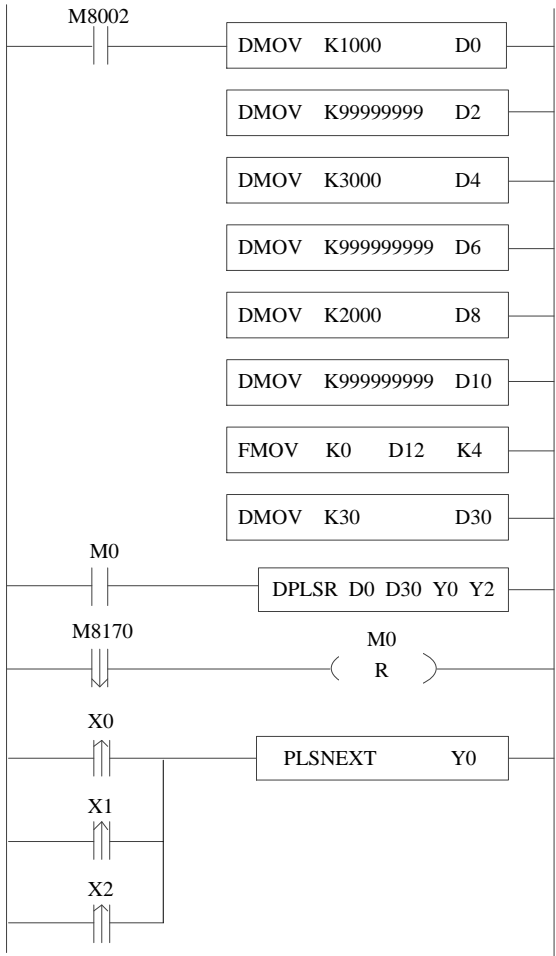 M8002
DMOV K1000 D0
DMOV K99999999 D2
DMOV K3000 D4
DMOV K999999999 D6
DMOV K2000 D8
DMOV K999999999 D10
FMOV K0 D12 K4
DMOV K30 D30
M0
DPLSR D0 D30 Y0 Y2
M8170
M0
R
X0
PLSNEXT Y0
X1
X2